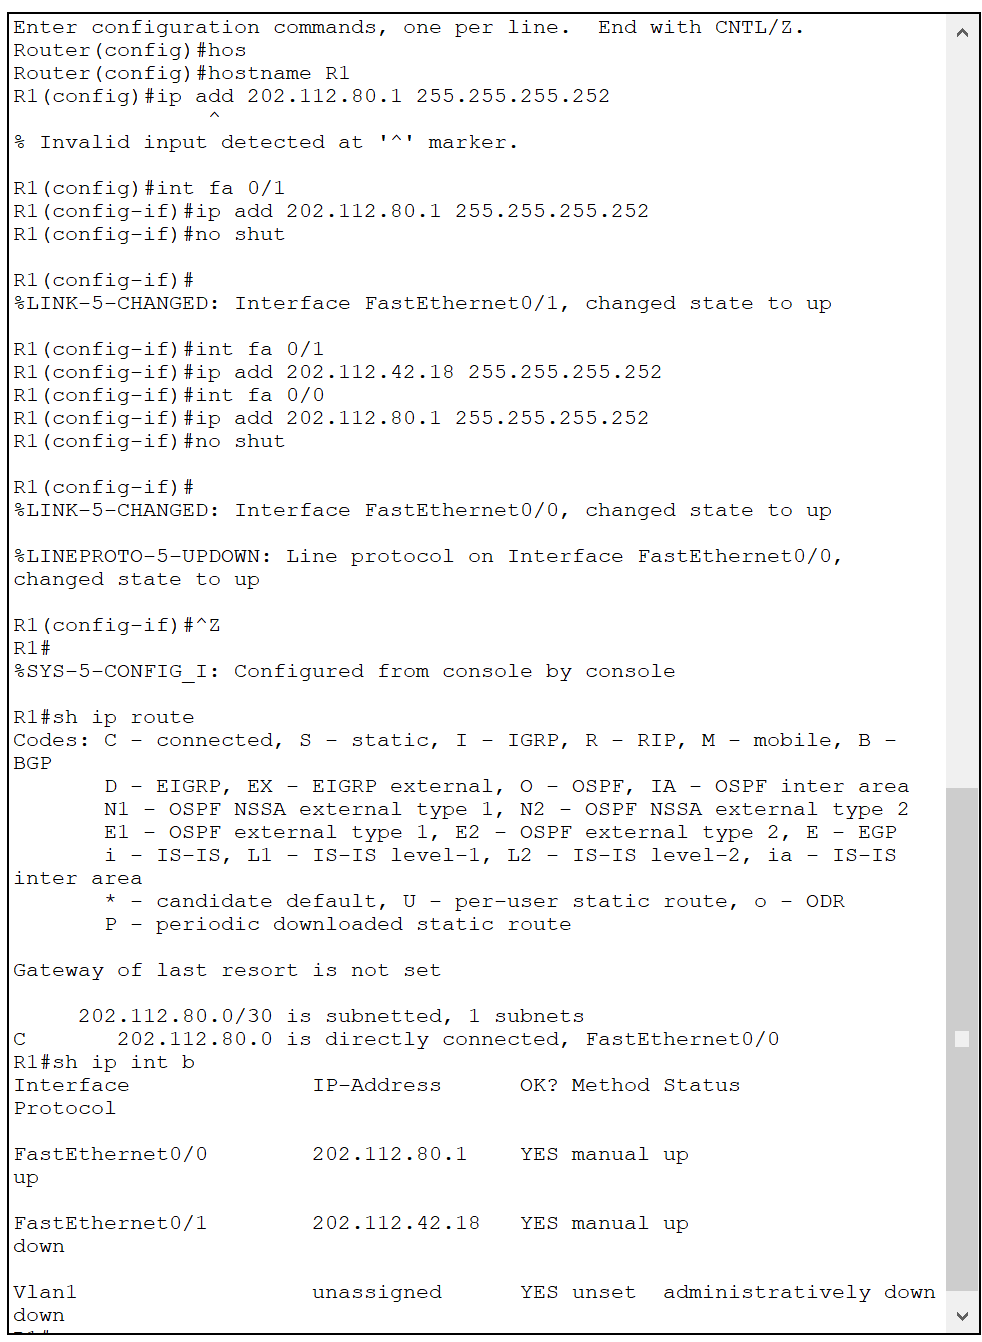 Enter configuration commands, one per line.  End with CNTL/Z.
Router(config)#hos
Router(config)#hostname R1
R1(config)#ip add 202.112.80.1 255.255.255.252
               ^
% Invalid input detected at '^' marker.

R1(config)#int fa 0/1
R1(config-if)#ip add 202.112.80.1 255.255.255.252
R1(config-if)#no shut

R1(config-if)#
%LINK-5-CHANGED: Interface FastEthernet0/1, changed state to up

R1(config-if)#int fa 0/1
R1(config-if)#ip add 202.112.42.18 255.255.255.252
R1(config-if)#int fa 0/0
R1(config-if)#ip add 202.112.80.1 255.255.255.252
R1(config-if)#no shut

R1(config-if)#
%LINK-5-CHANGED: Interface FastEthernet0/0, changed state to up

%LINEPROTO-5-UPDOWN: Line protocol on Interface FastEthernet0/0,
changed state to up

R1(config-if)#^Z
R1#
%SYS-5-CONFIG_I: Configured from console by console

R1#sh ip route
Codes: C - connected, S - static, I - IGRP, R - RIP, M - mobile, B -
BGP
       D - EIGRP, EX - EIGRP external, O - OSPF, IA - OSPF inter area
       N1 - OSPF NSSA external type 1, N2 - OSPF NSSA external type 2
       E1 - OSPF external type 1, E2 - OSPF external type 2, E - EGP
       i - IS-IS, L1 - IS-IS level-1, L2 - IS-IS level-2, ia - IS-IS
inter area
       * - candidate default, U - per-user static route, o - ODR
       P - periodic downloaded static route

Gateway of last resort is not set

     202.112.80.0/30 is subnetted, 1 subnets
C       202.112.80.0 is directly connected, FastEthernet0/0
R1#sh ip int b
Interface              IP-Address      OK? Method Status
Protocol

FastEthernet0/0        202.112.80.1    YES manual up
up

FastEthernet0/1        202.112.42.18   YES manual up
down

Vlan1                  unassigned      YES unset  administratively down
down
R1#